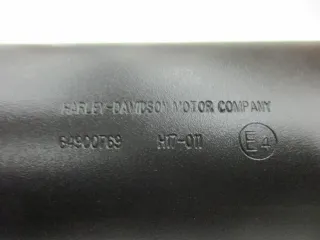 HARLEY-DAVIDSON MOTOR COMPANY
64900769 H17-011 E4